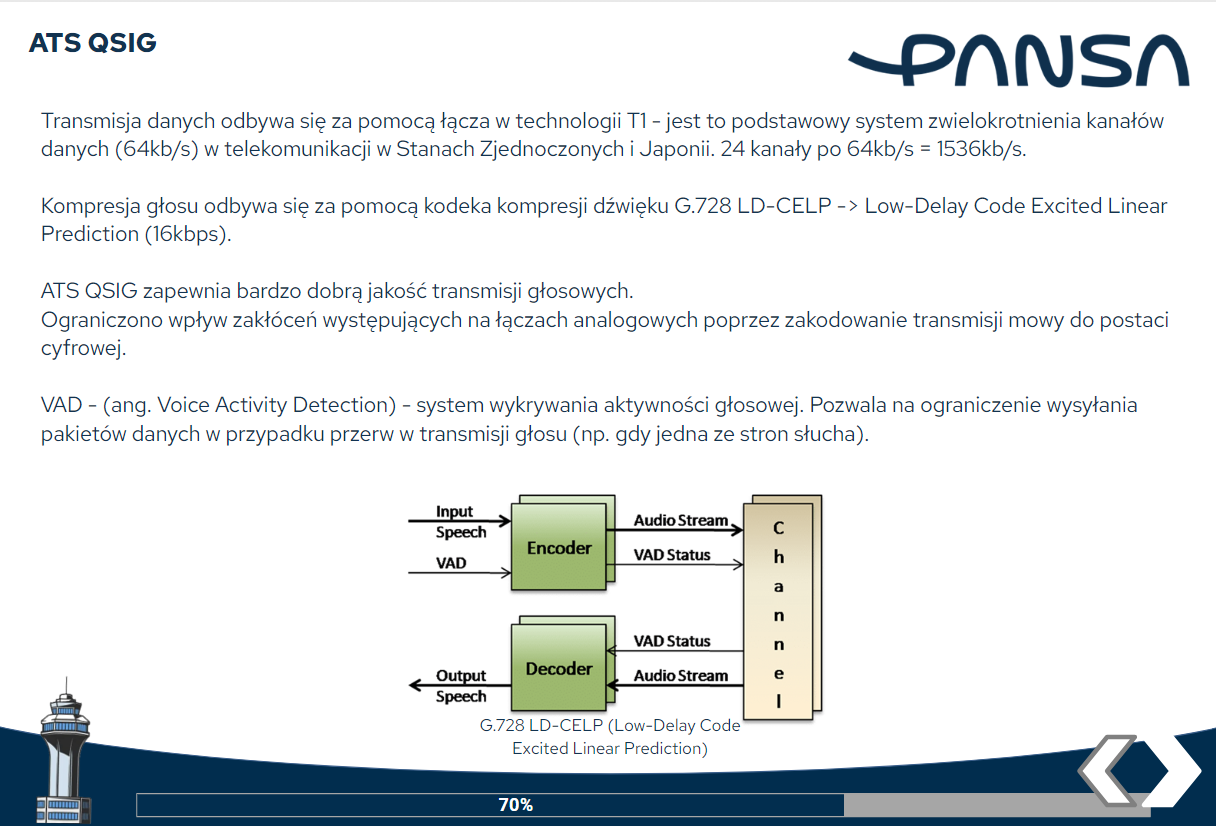 ATS QSIG
PANSA
Transmisja danych odbywa się za pomocą łącza w technologii T1 - jest to podstawowy system zwielokrotnienia kanałów
danych (64kb/s) w telekomunikacji w Stanach Zjednoczonych i Japonii. 24 kanały po 64kb/s = 1536kb/s.
Kompresja głosu odbywa się za pomocą kodeka kompresji dźwięku G.728 LD-CELP -> Low-Delay Code Excited Linear
Prediction (16kbps).
ATS QSIG zapewnia bardzo dobrą jakość transmisji głosowych.
Ograniczono wpływ zakłóceń występujących na łączach analogowych poprzez zakodowanie transmisji mowy do postaci
cyfrowej.
VAD - (ang. Voice Activity Detection) - system wykrywania aktywności głosowej. Pozwala na ograniczenie wysyłania
pakietów danych w przypadku przerw w transmisji głosu (np. gdy jedna ze stron słucha).
Input
Speech
VAD
Encoder
Audio Stream
VAD Status
Channel
VAD Status
Audio Stream
Decoder
Output
Speech
G.728 LD-CELP (Low-Delay Code
Excited Linear Prediction)
70%